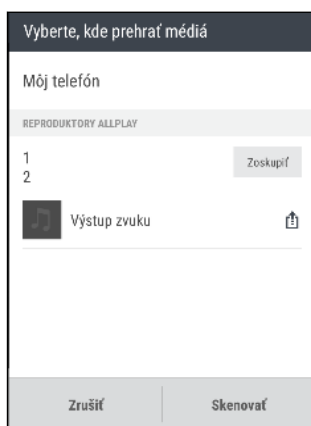 Vyberte, kde prehrať médiá
Môj telefón
REPRODUKTORY ALLPLAY
1
Zoskupiť
2
Výstup zvuku
Zrušiť
Skenovať